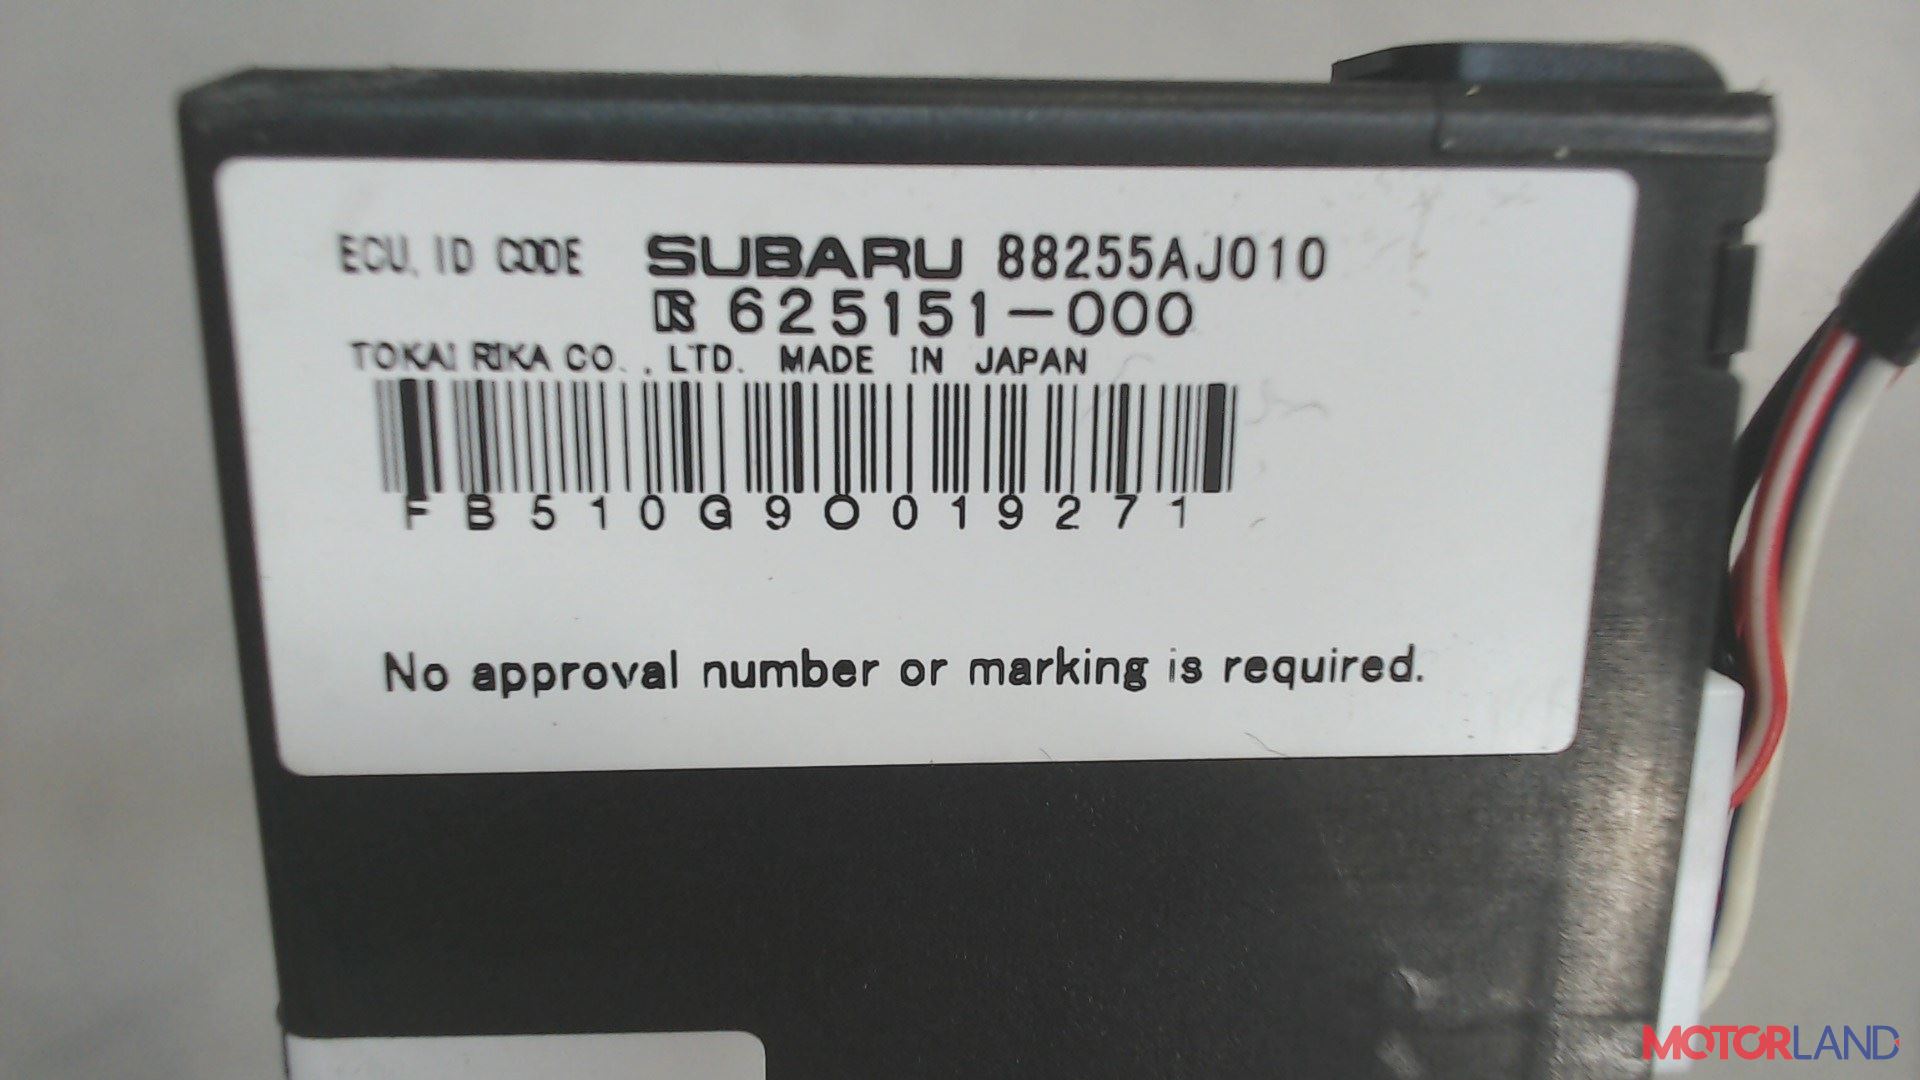 ECU, ID CODE SUBARU 88255AJ010
625151-000
TOKAI RIKA CO., LTD. MADE IN JAPAN
FB510G9O019271
No approval number or marking is required.
MOTORLAND